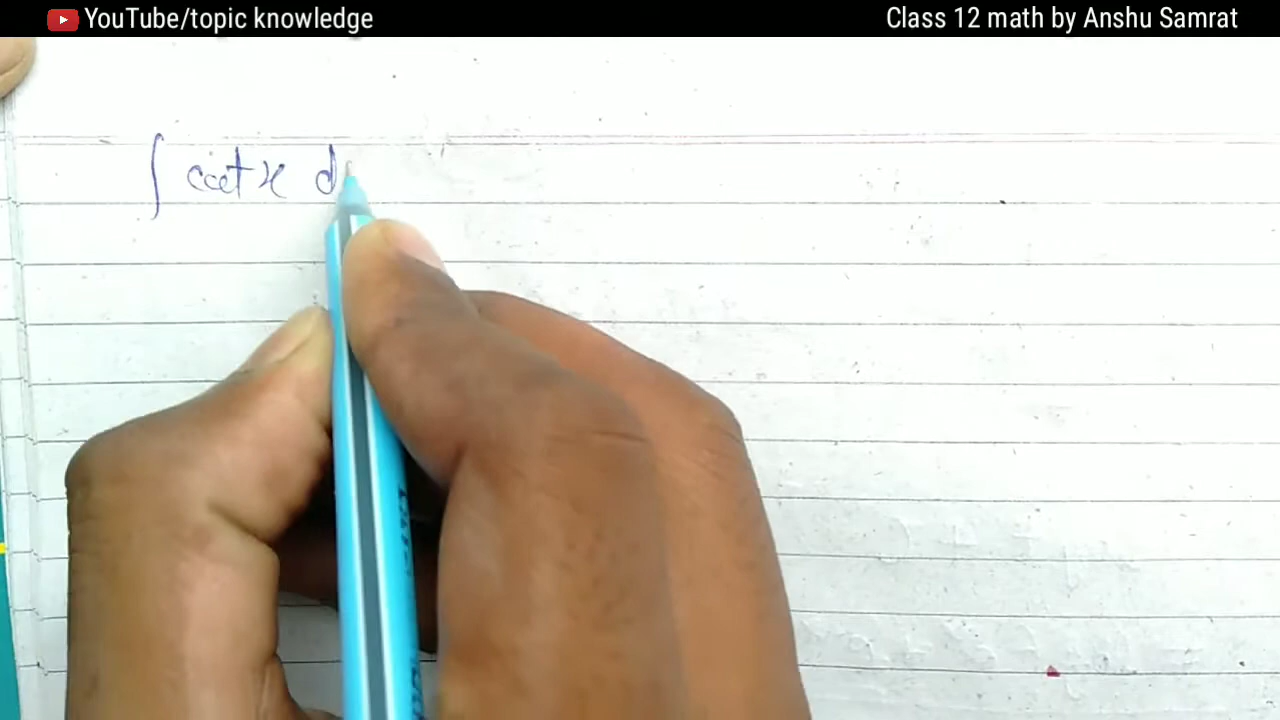 YouTube/topic knowledge
Class 12 math by Anshu Samrat
∫ cot x d